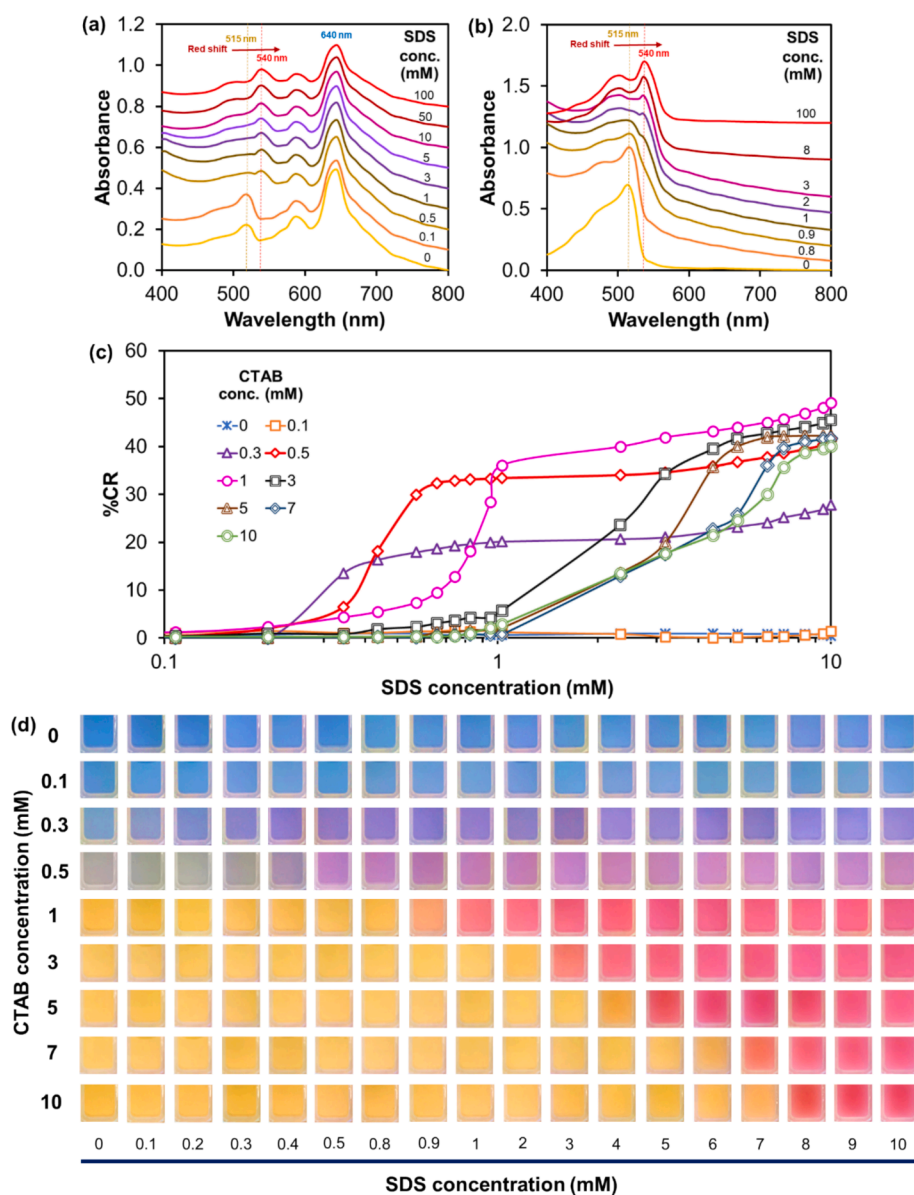 (a)
515 nm
640 nm
SDS conc. (mM)
Red shift
540 nm
1.2
1.0
0.8
0.6
0.4
0.2
0.0
Absorbance
100
50
10
5
3
1
0.5
0.1
0
400 500 600 700 800
Wavelength (nm)
(b)
515 nm
SDS conc. (mM)
Red shift
540 nm
2.0
1.5
1.0
0.5
0.0
Absorbance
100
8
3
2
1
0.9
0.8
0
400 500 600 700 800
Wavelength (nm)
(c)
60
50
40
30
20
10
0
%CR
CTAB
conc. (mM)
0 0.1
0.3 0.5
1 3
5 7
10
0.1 1 10
SDS concentration (mM)
(d)
CTAB concentration (mM)
0
0.1
0.3
0.5
1
3
5
7
10
0 0.1 0.2 0.3 0.4 0.5 0.8 0.9 1 2 3 4 5 6 7 8 9 10
SDS concentration (mM)